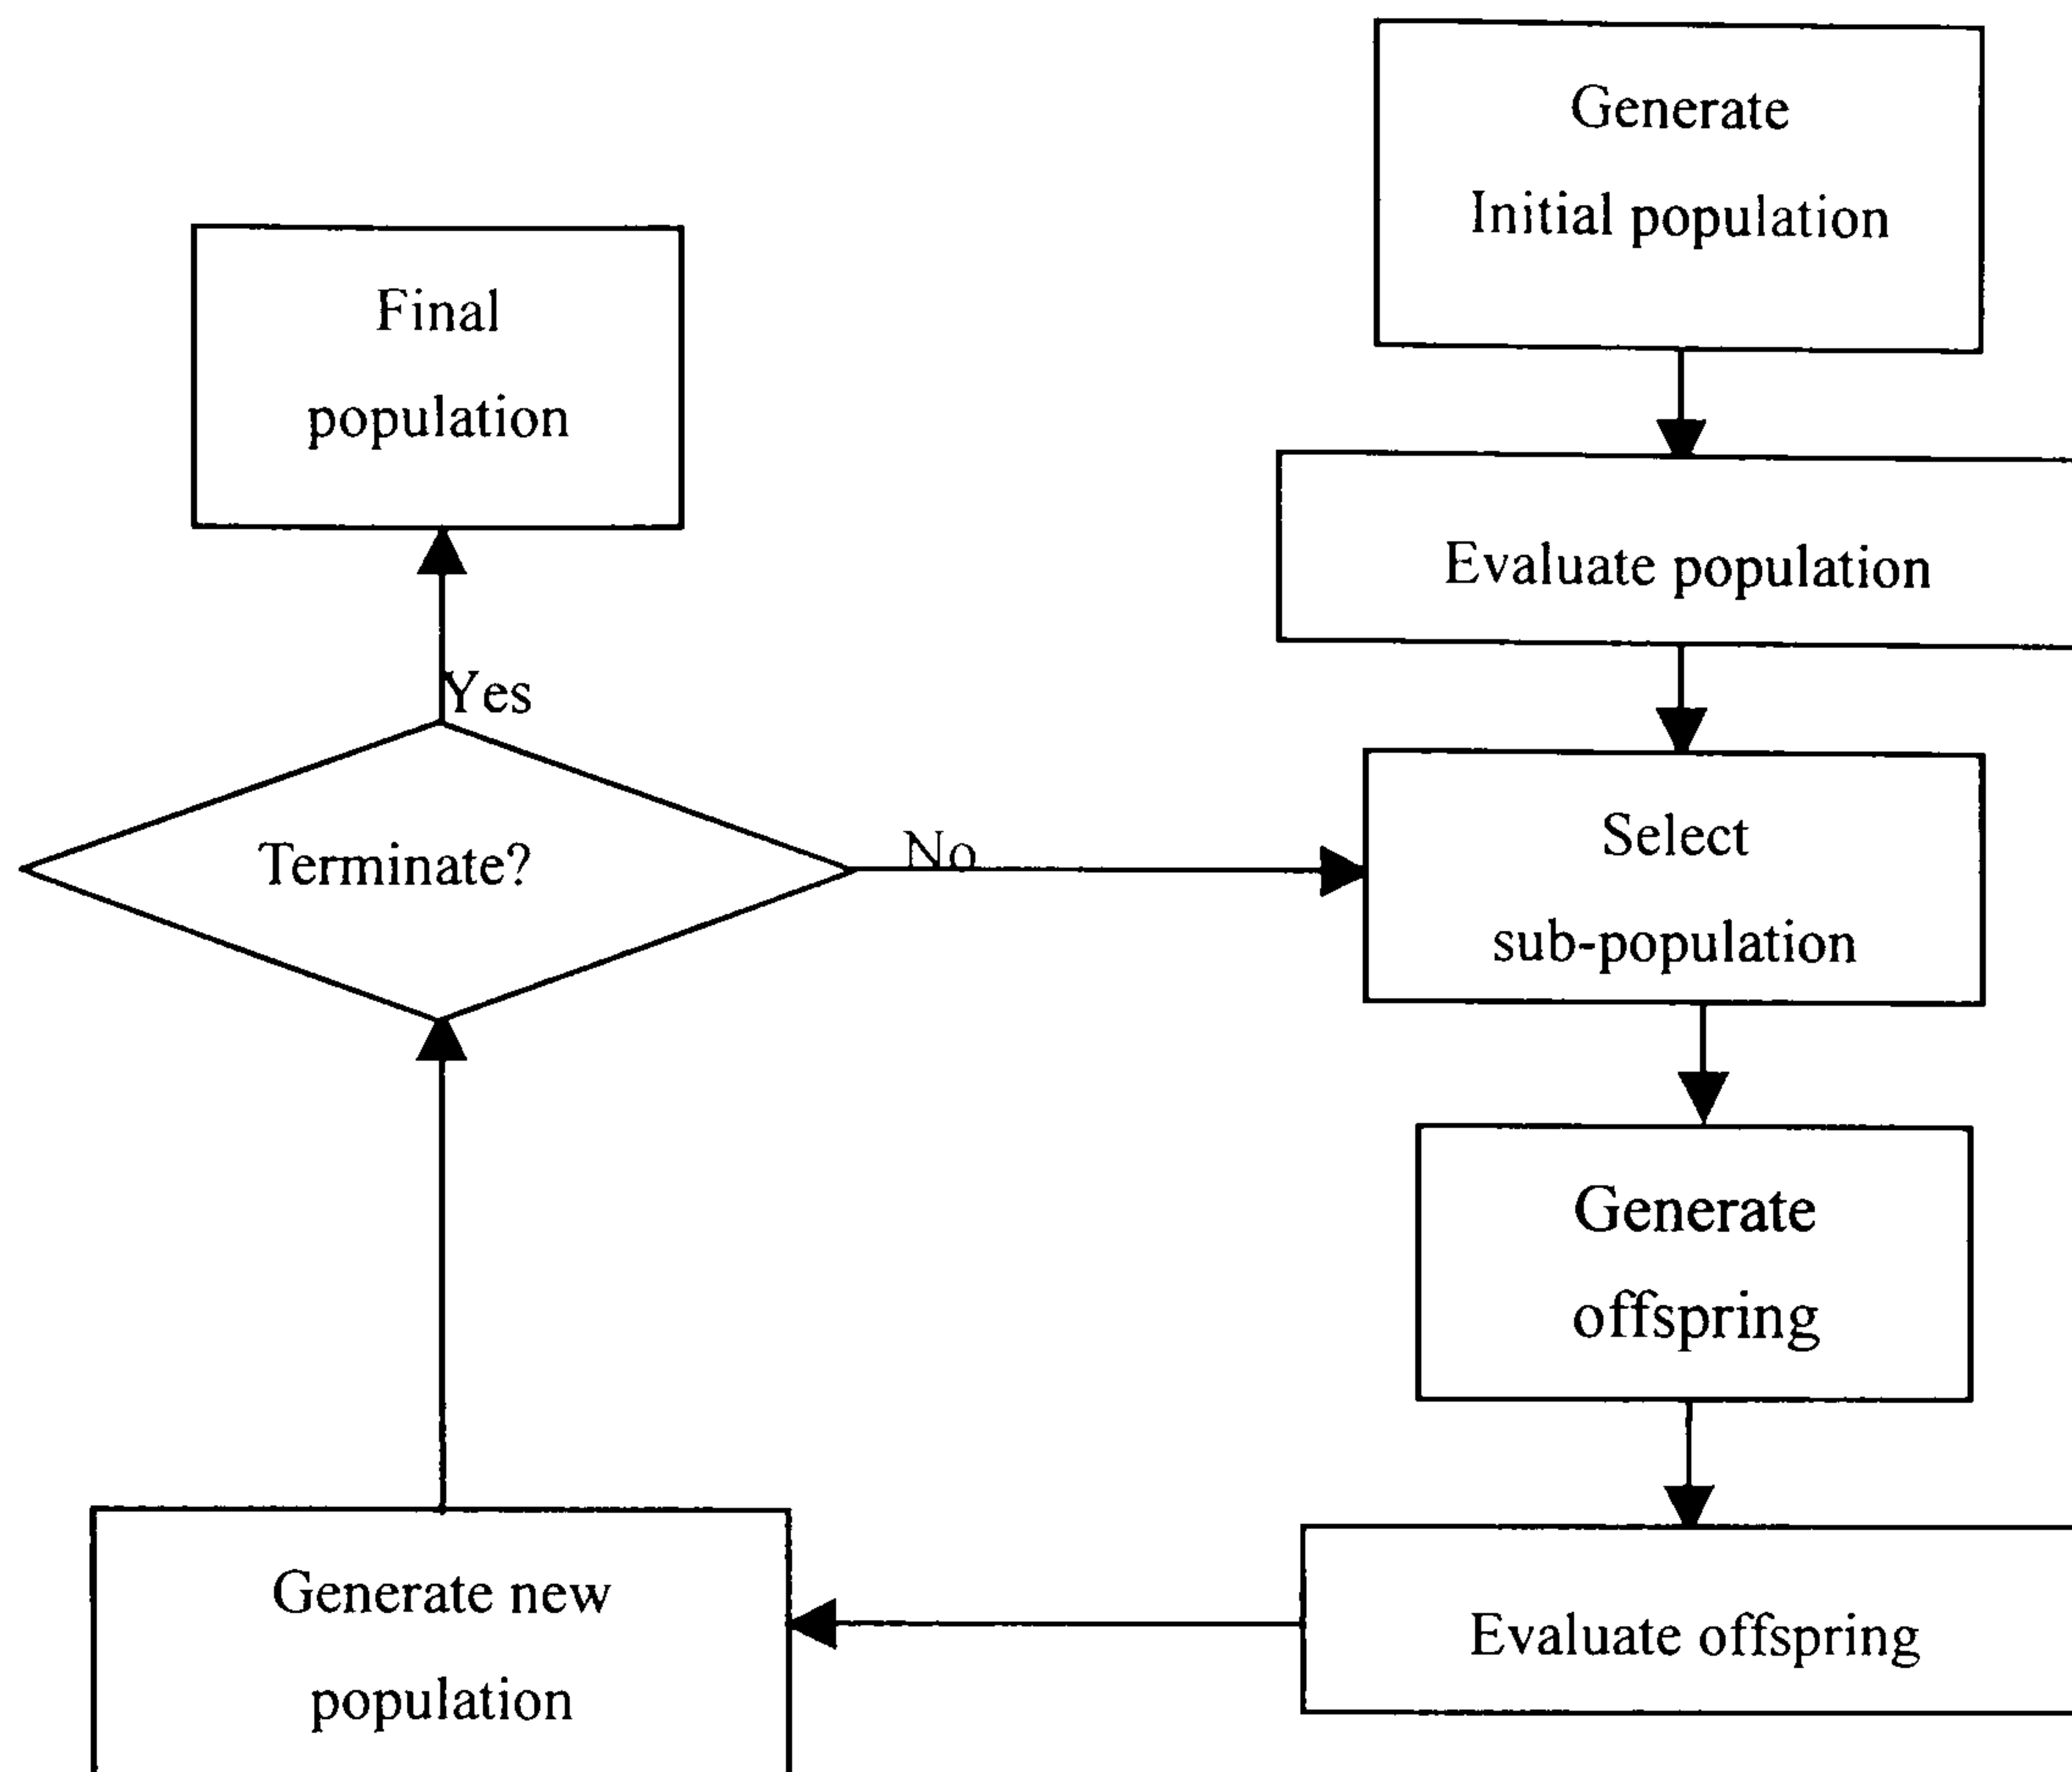 Generate
Initial population
Final
population
Evaluate population
Yes
Terminate?
No
Select
sub-population
Generate
offspring
Generate new
population
Evaluate offspring